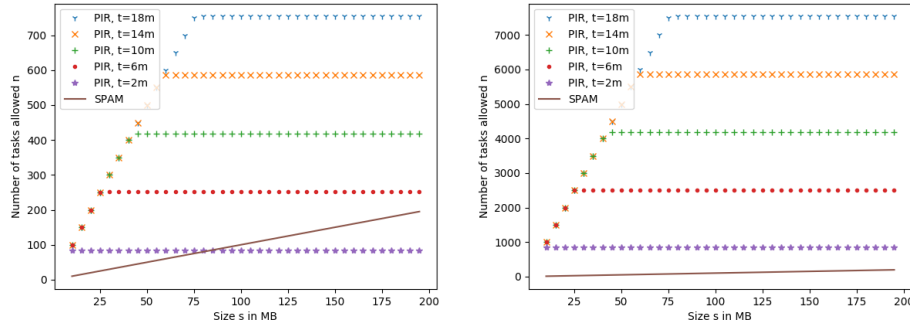 Number of tasks allowed n
700
600
500
400
300
200
100
0
PIR, t=18m
PIR, t=14m
PIR, t=10m
PIR, t=6m
PIR, t=2m
SPAM
25 50 75 100 125 150 175 200
Size s in MB
Number of tasks allowed n
7000
6000
5000
4000
3000
2000
1000
0
PIR, t=18m
PIR, t=14m
PIR, t=10m
PIR, t=6m
PIR, t=2m
SPAM
25 50 75 100 125 150 175 200
Size s in MB